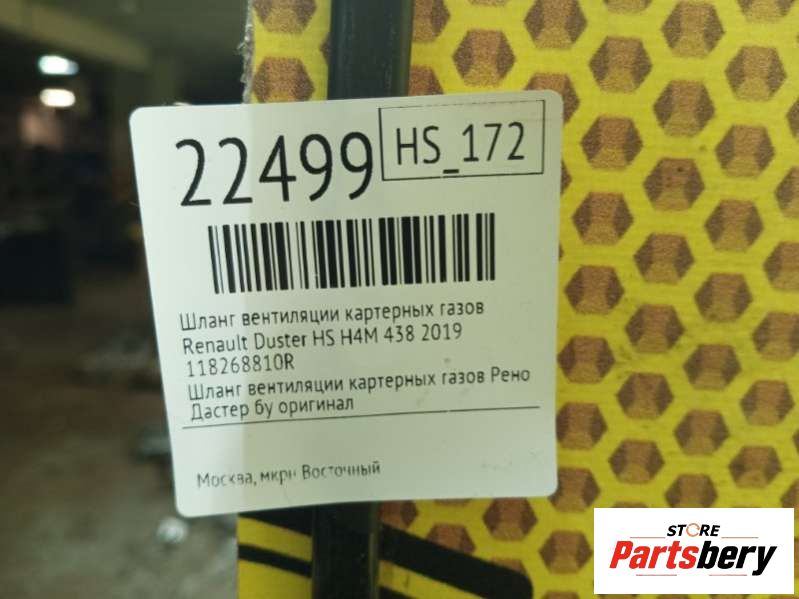 22499
HS_172
Шланг вентиляции картерных газов
Renault Duster HS H4M 438 2019
118268810R
Шланг вентиляции картерных газов Рено
Дастер бу оригинал
Москва, мкрн Восточный
STORE
Partsbery